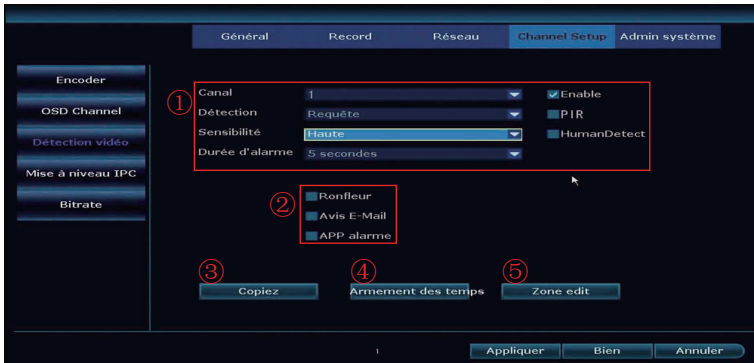 Général Record Réseau Channel Setup Admin système
Encoder
OSD Channel
Détection vidéo
Mise à niveau IPC
Bitrate
①
Canal 1 Enable
Détection Requête PIR
Sensibilité Haute HumanDetect
Durée d'alarme 5 secondes
②
Ronfleur
Avis E-Mail
APP alarme
③ ④ ⑤
Copiez Armement des temps Zone edit
1 Appliquer Bien Annuler